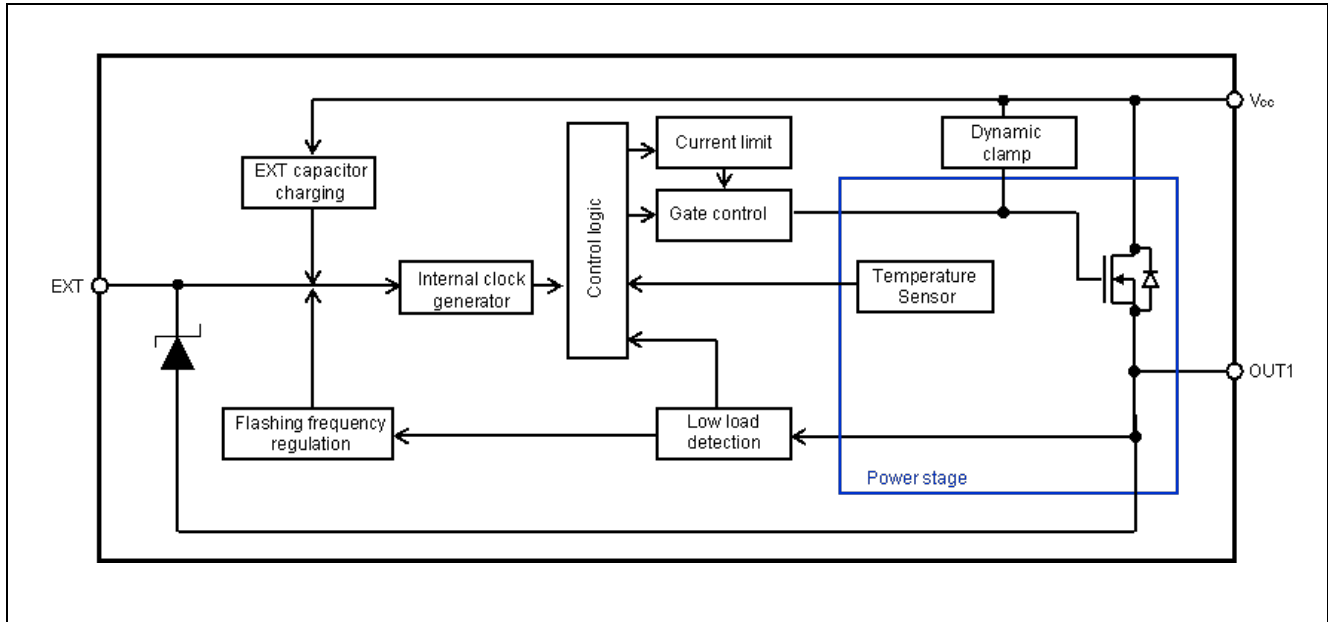 Vcc
Dynamic
clamp
Current limit
EXT capacitor
charging
Gate control
Control logic
EXT
Internal clock
generator
Temperature
Sensor
OUT1
Flashing frequency
regulation
Low load
detection
Power stage